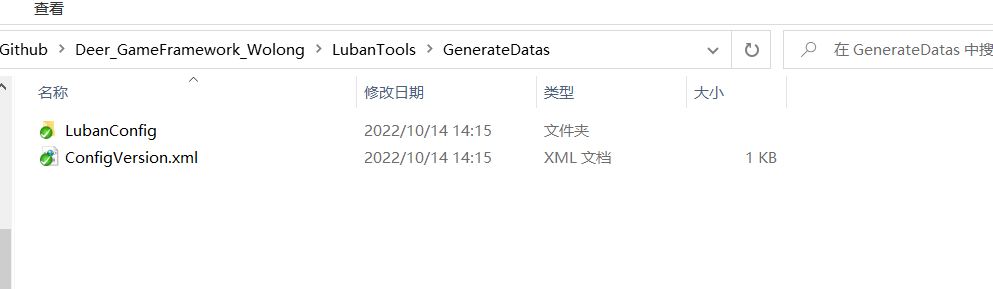 查看
Github > Deer_GameFramework_Wolong > LubanTools > GenerateDatas 在 GenerateDatas 中搜
名称 修改日期 类型 大小
LubanConfig 2022/10/14 14:15 文件夹
ConfigVersion.xml 2022/10/14 14:15 XML 文档 1 KB